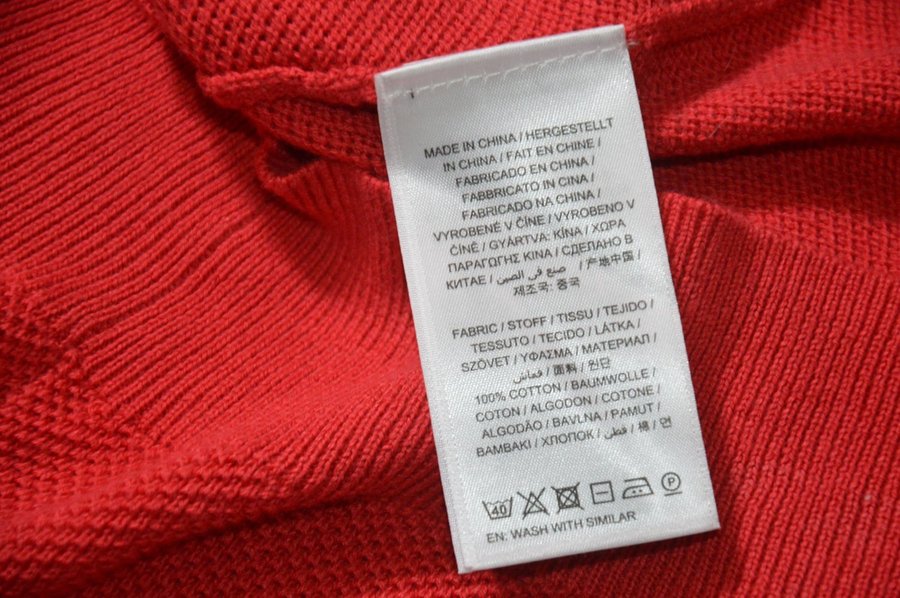 MADE IN CHINA / HERGESTELLT
IN CHINA / FAIT EN CHINE /
FABRICADO EN CHINA /
FABBRICATO IN CINA /
FABRICADO NA CHINA /
VYROBENÉ V ČÍNE / VYROBENO V
ČÍNĚ / GYÁRTVA: KÍNA / ΧΩΡΑ
ΠΑΡΑΓΩΓΗΣ ΚΙΝΑ / СДЕЛАНО В
КИТАЕ / صنع في الصين / 产地中国 /
제조국: 중국
FABRIC / STOFF / TISSU / TEJIDO /
TESSUTO / TECIDO / LÁTKA /
SZÖVET / ΥΦΑΣΜΑ / МАТЕРИАЛ /
قماش / 面料 / 원단
100% COTTON / BAUMWOLLE /
COTON / ALGODON / COTONE /
ALGODÃO / BAVLNA / PAMUT /
ΒΑΜΒΑΚΙ / ХЛОПОК / قطن / 棉 / 면
40 P
EN: WASH WITH SIMILAR